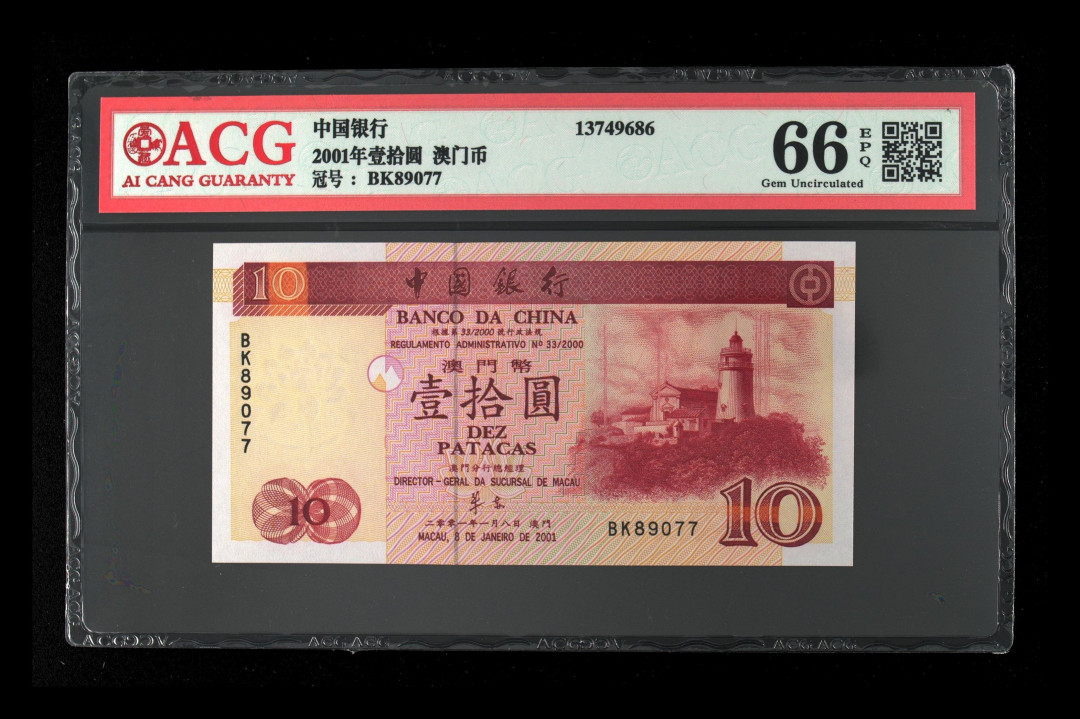 ACG
AI CANG GUARANTY
中国银行
2001年壹拾圆 澳门币
冠号：BK89077
13749686
66
EPQ
Gem Uncirculated
10
中國銀行
BANCO DA CHINA
根據第33/2000號行政法規
REGULAMENTO ADMINISTRATIVO Nº 33/2000
BK89077
澳門幣
壹拾圓
DEZ
PATACAS
澳門分行總經理
DIRECTOR-GERAL DA SUCURSAL DE MACAU
二零零一年一月八日 澳門
MACAU, 8 DE JANEIRO DE 2001
10
BK89077
10
ACG ACG
ACG ACG